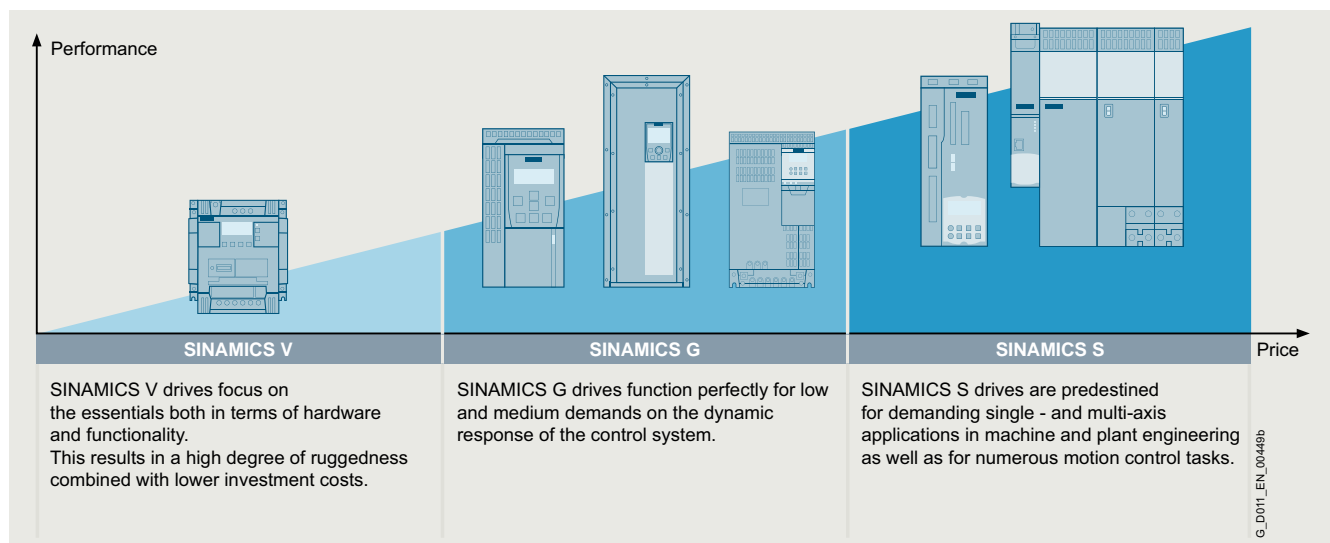 Performance
SINAMICS V
SINAMICS G
SINAMICS S
Price
SINAMICS V drives focus on
the essentials both in terms of hardware
and functionality.
This results in a high degree of ruggedness
combined with lower investment costs.
SINAMICS G drives function perfectly for low
and medium demands on the dynamic
response of the control system.
SINAMICS S drives are predestined
for demanding single - and multi-axis
applications in machine and plant engineering
as well as for numerous motion control tasks.
G_D011_EN_00449b